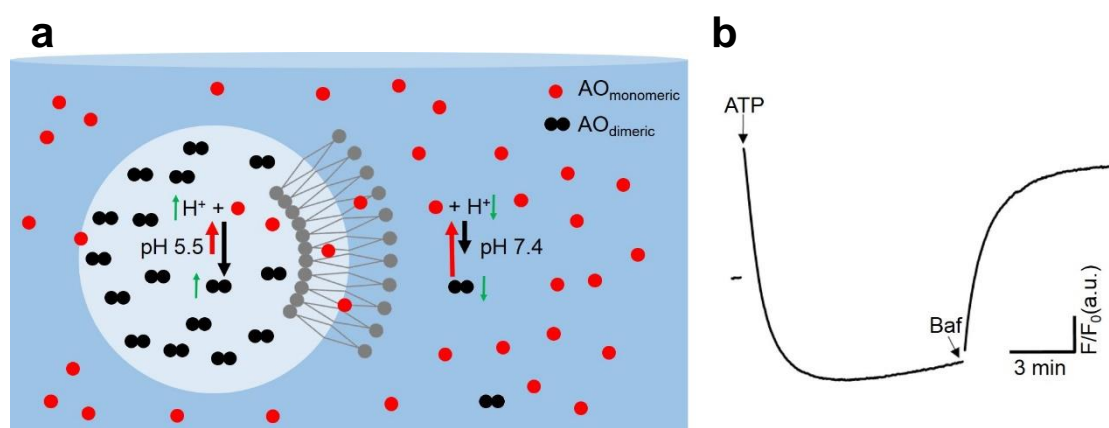 a
AOmonomeric
AOdimeric
H+ +
pH 5.5
+ H+
pH 7.4
b
ATP
Baf
3 min
F/F0(a.u.)